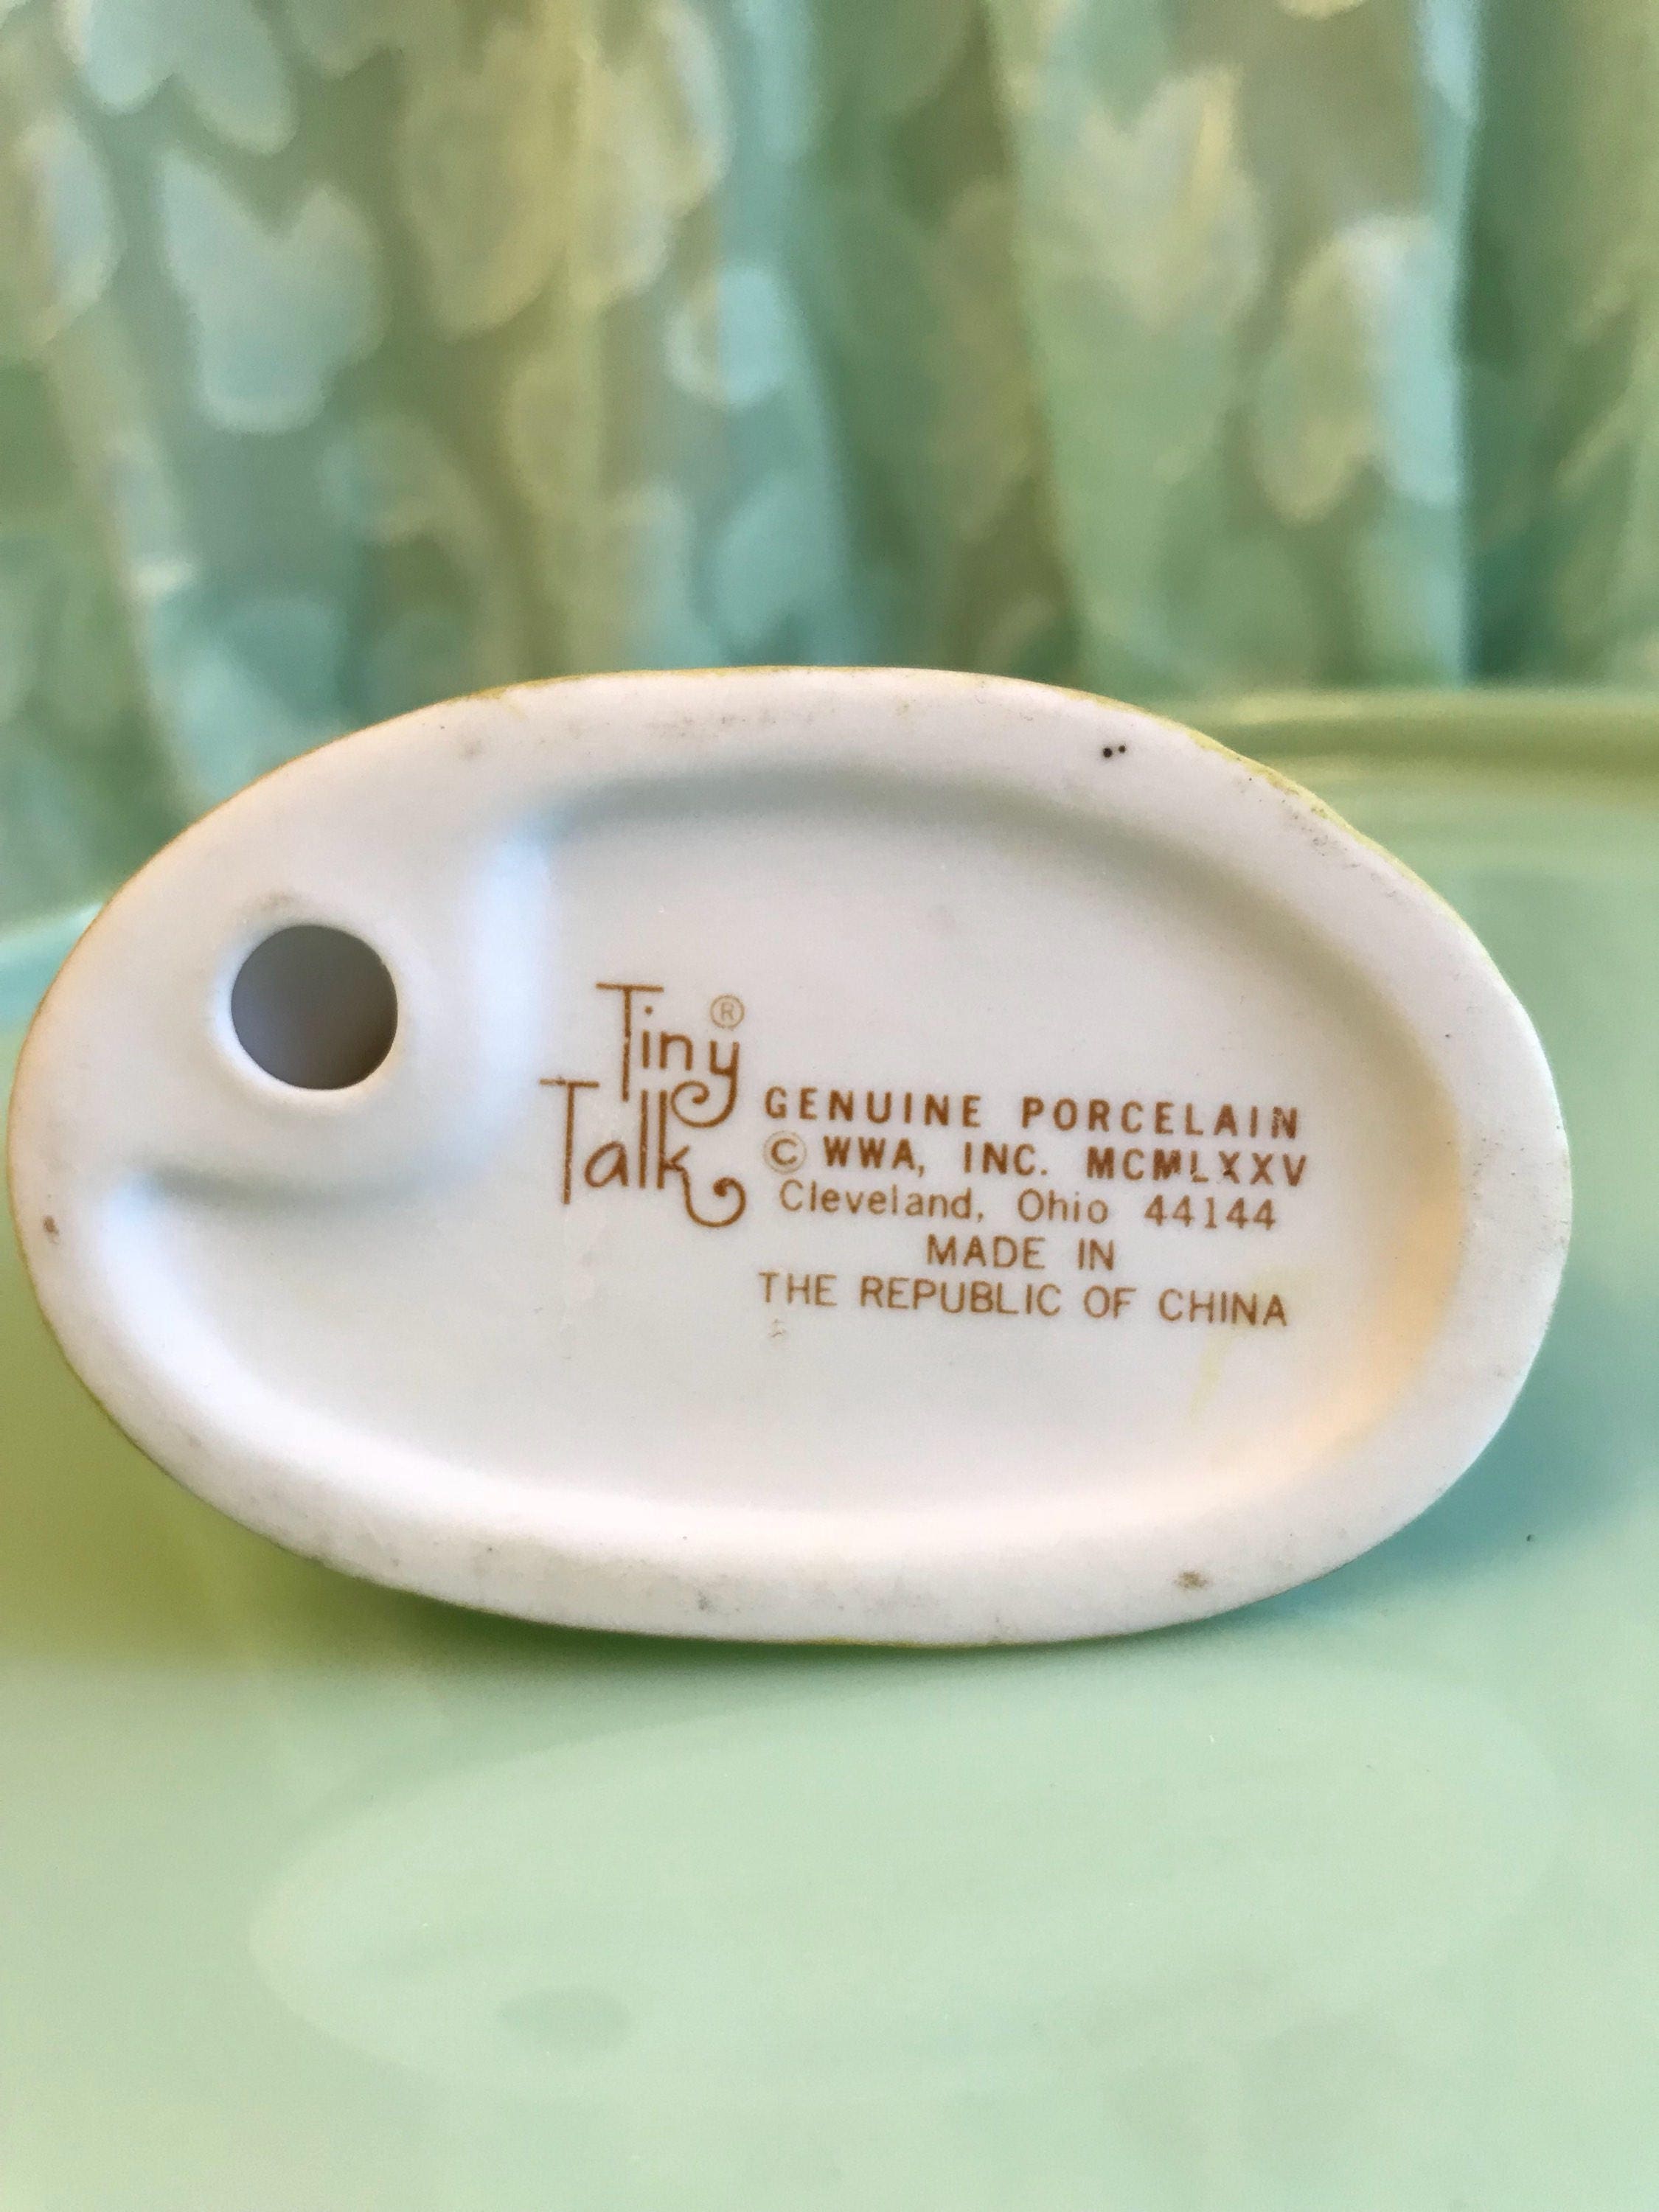 Tiny®
Talk
GENUINE PORCELAIN
© WWA, INC. MCMLXXV
Cleveland, Ohio 44144
MADE IN
THE REPUBLIC OF CHINA